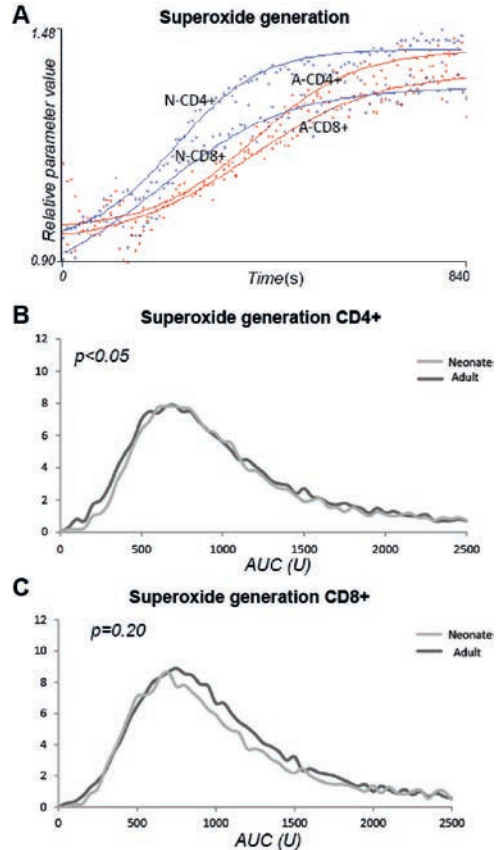 A
Superoxide generation
1.48
Relative parameter value
N-CD4+
A-CD4+
N-CD8+
A-CD8+
0.90
0
Time(s)
840
B
Superoxide generation CD4+
12
p<0.05
Neonate
Adult
10
8
6
4
2
0
0 500 1000 1500 2000 2500
AUC (U)
C
Superoxide generation CD8+
12
p=0.20
Neonate
Adult
10
8
6
4
2
0
0 500 1000 1500 2000 2500
AUC (U)